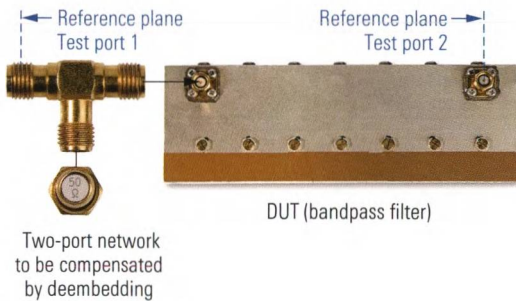 Reference plane
Test port 1
Reference plane
Test port 2
50
Ω
DUT (bandpass filter)
Two-port network
to be compensated
by deembedding